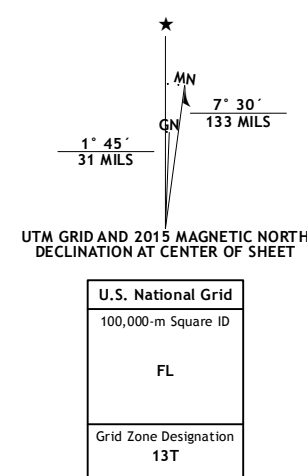 ★
MN
GN
7° 30´
133 MILS
1° 45´
31 MILS
UTM GRID AND 2015 MAGNETIC NORTH
DECLINATION AT CENTER OF SHEET
U.S. National Grid
100,000-m Square ID
FL
Grid Zone Designation
13T